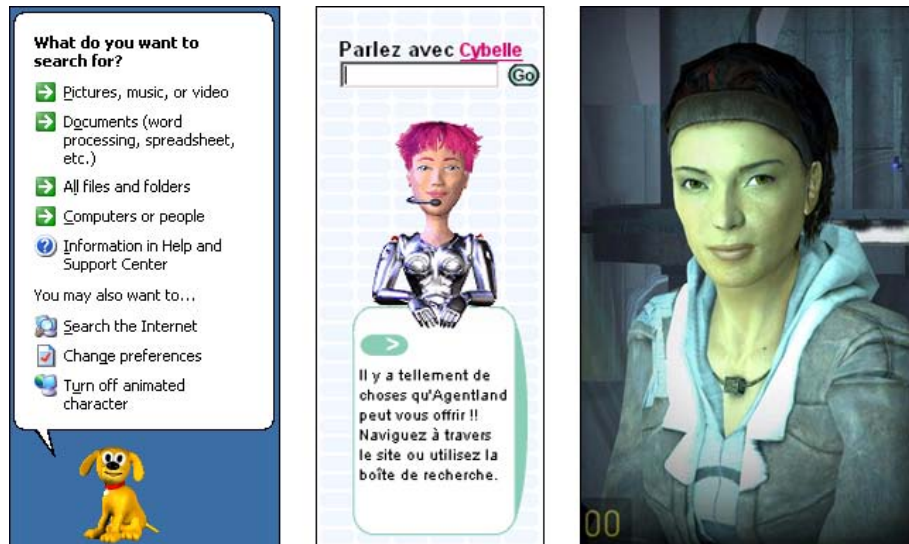 What do you want to
search for?
Pictures, music, or video
Documents (word
processing, spreadsheet,
etc.)
All files and folders
Computers or people
Information in Help and
Support Center
You may also want to...
Search the Internet
Change preferences
Turn off animated
character
Parlez avec Cybelle
Go
>
Il y a tellement de
choses qu'Agentland
peut vous offrir !!
Naviguez à travers
le site ou utilisez la
boîte de recherche.
00